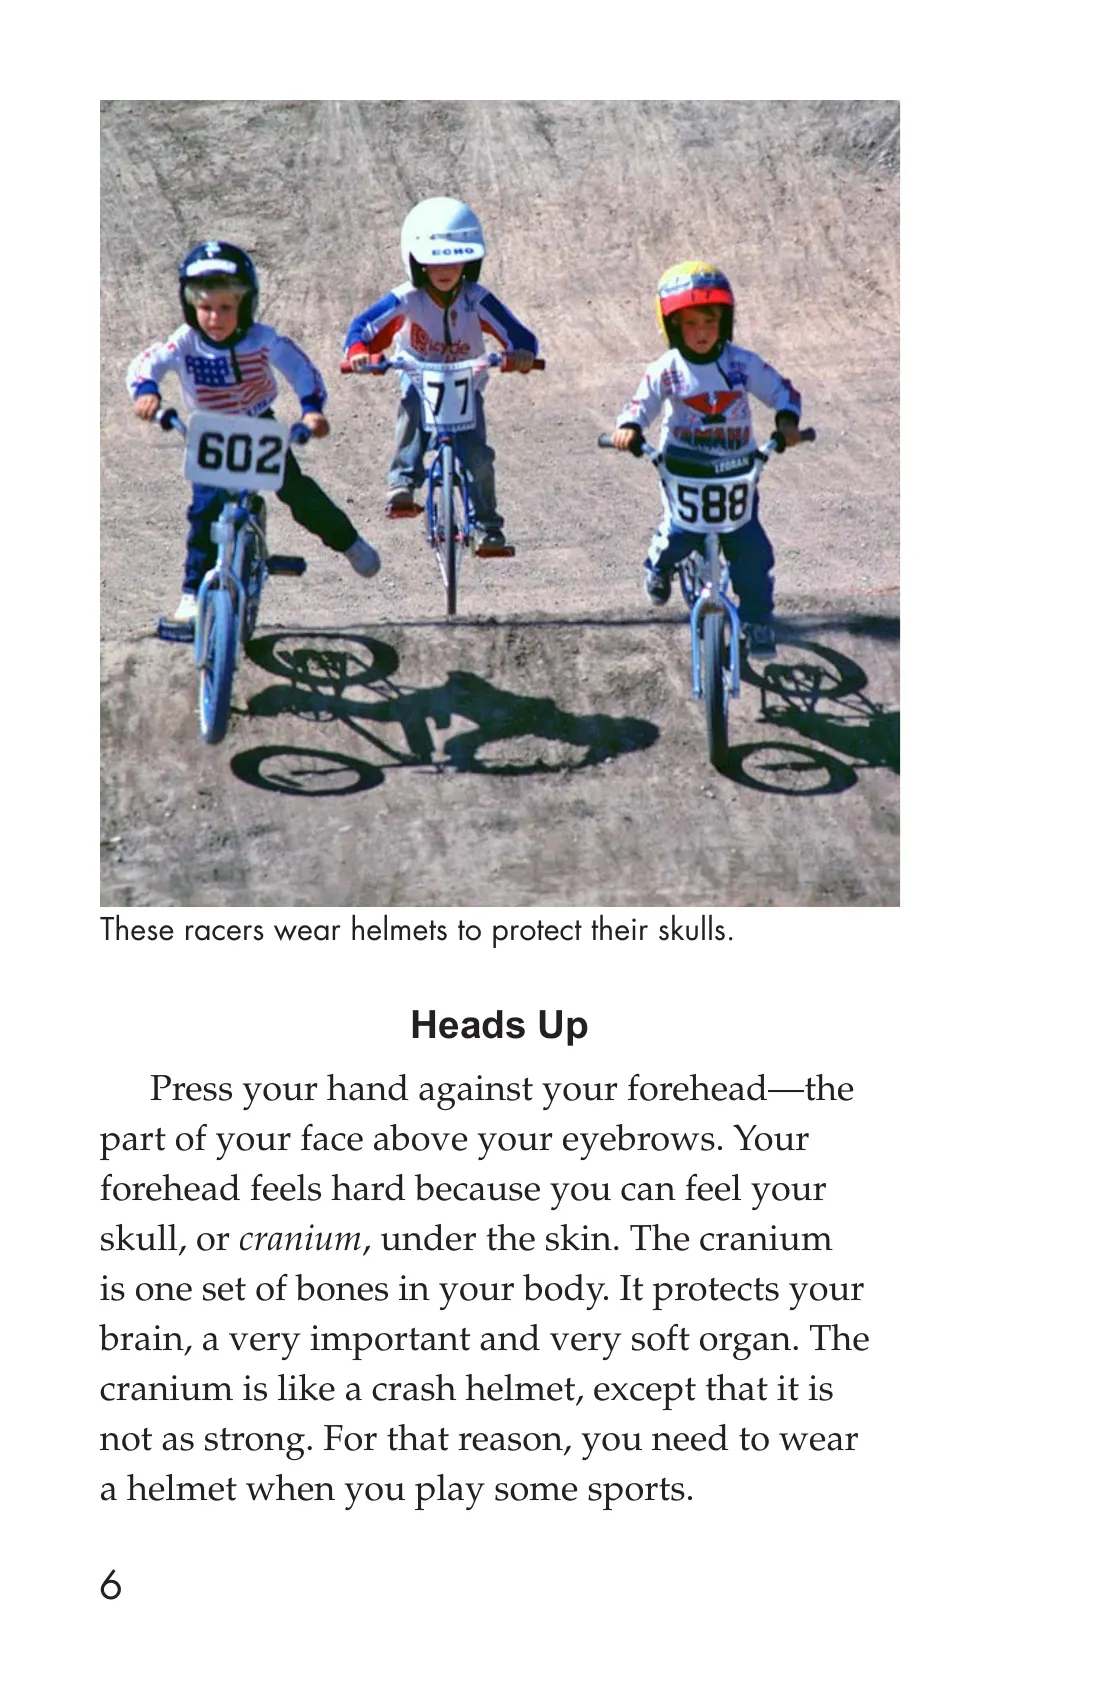 ECHO
602
77
YAMAHA
LEGRAN
588
These racers wear helmets to protect their skulls.
Heads Up
Press your hand against your forehead—the
part of your face above your eyebrows. Your
forehead feels hard because you can feel your
skull, or cranium, under the skin. The cranium
is one set of bones in your body. It protects your
brain, a very important and very soft organ. The
cranium is like a crash helmet, except that it is
not as strong. For that reason, you need to wear
a helmet when you play some sports.
6